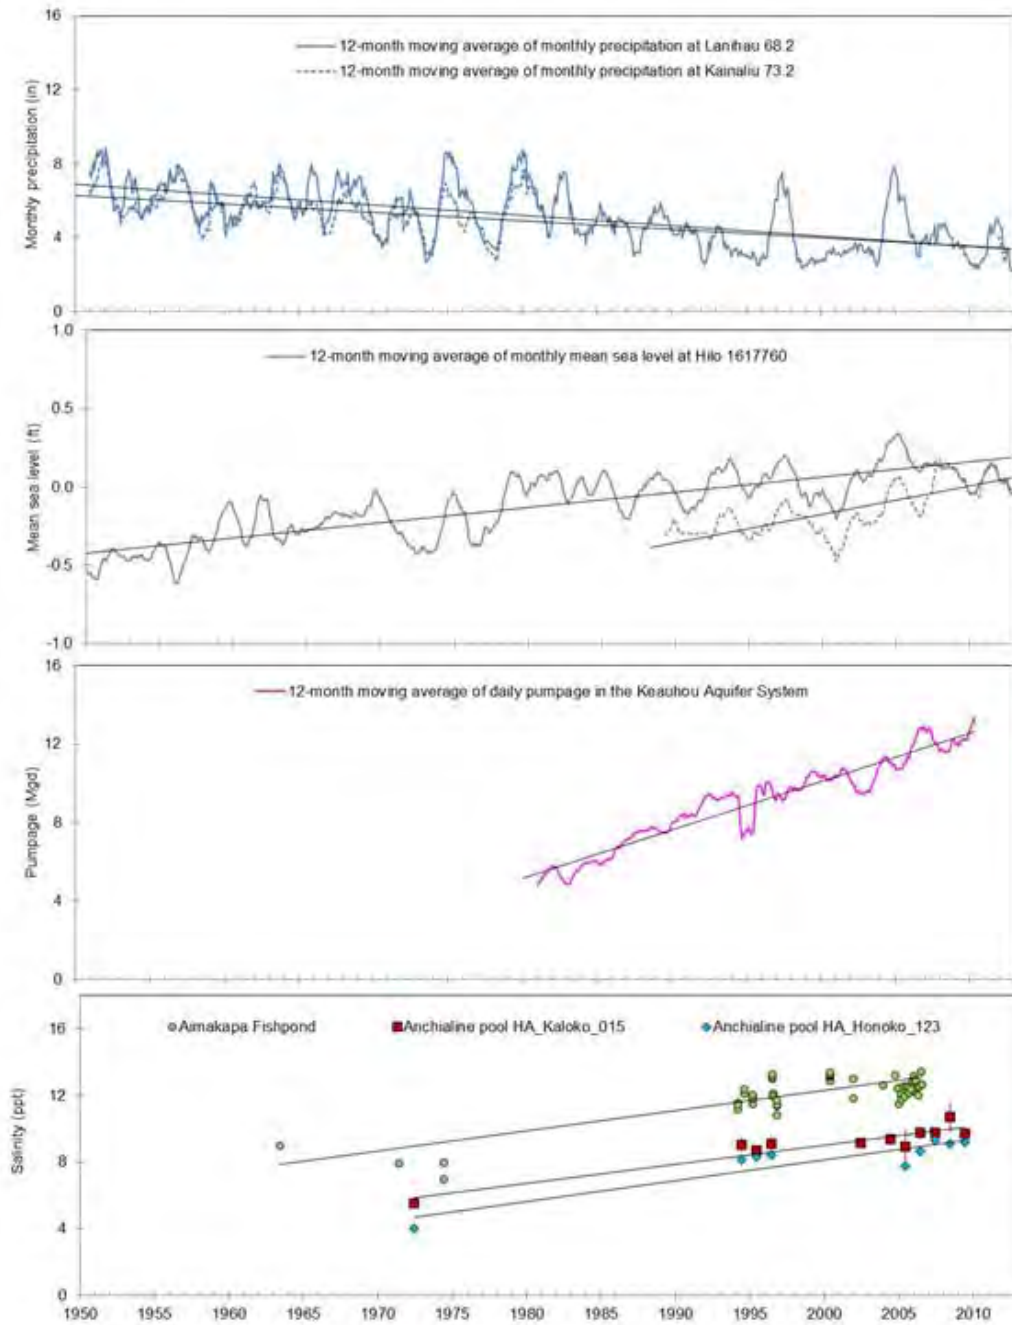 16
12-month moving average of monthly precipitation at Lanihau 68.2
12-month moving average of monthly precipitation at Kainaliu 73.2
12
8
4
0
Monthly precipitation (in)
1.0
12-month moving average of monthly mean sea level at Hilo 1617760
0.5
0.0
-0.5
-1.0
Mean sea level (ft)
16
12-month moving average of daily pumpage in the Keauhou Aquifer System
12
8
4
0
Pumpage (Mgd)
16
Aimakapa Fishpond Anchialine pool HA_Kaloko_015 Anchialine pool HA_Honoko_123
12
8
4
0
Salinity (ppt)
1950 1955 1960 1965 1970 1975 1980 1985 1990 1995 2000 2005 2010